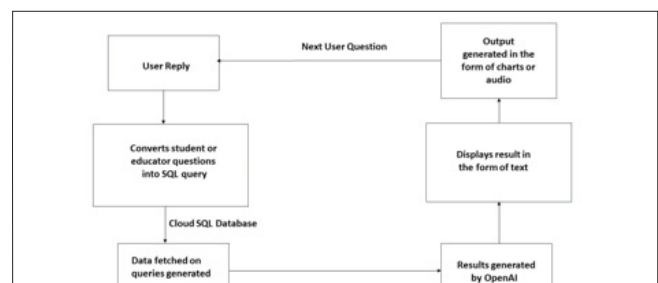 Next User Question
Output
generated in the
form of charts or
audio
User Reply
Converts student or
educator questions
into SQL query
Displays result in
the form of text
Cloud SQL Database
Data fetched on
queries generated
Results generated
by OpenAI